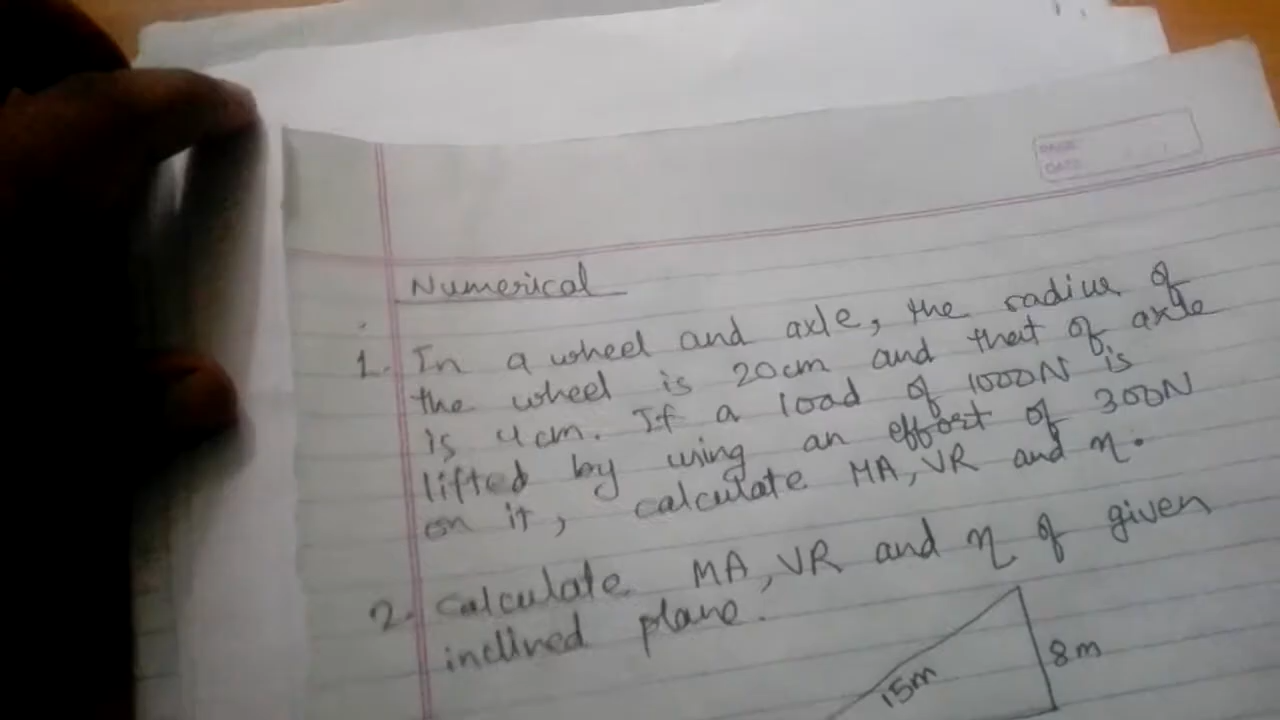 PAGE
DATE
Numerical
1. In a wheel and axle, the radius of
the wheel is 20cm and that of axle
is 4cm. If a load of 1000N is
lifted by using an effort of 300N
on it, calculate MA, VR and η.
2. Calculate MA, VR and η of given
inclined plane.
15m
8m